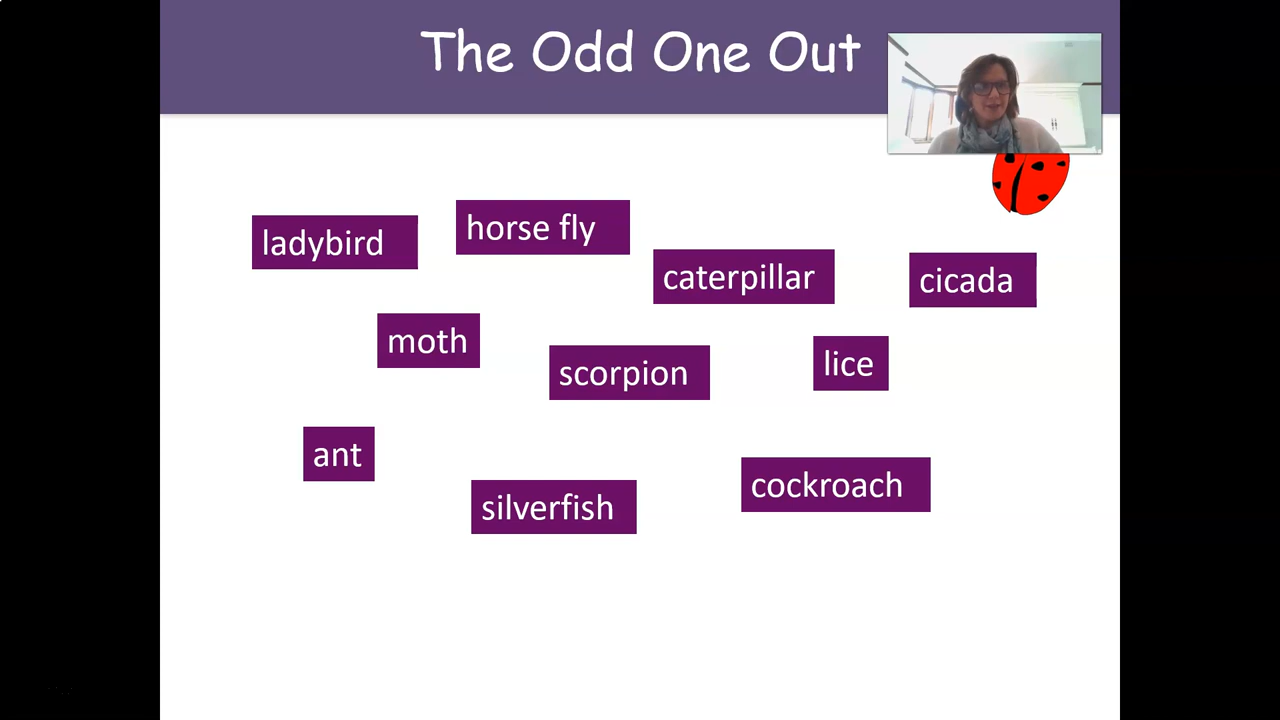 The Odd One Out
ladybird
horse fly
caterpillar
cicada
moth
scorpion
lice
ant
silverfish
cockroach